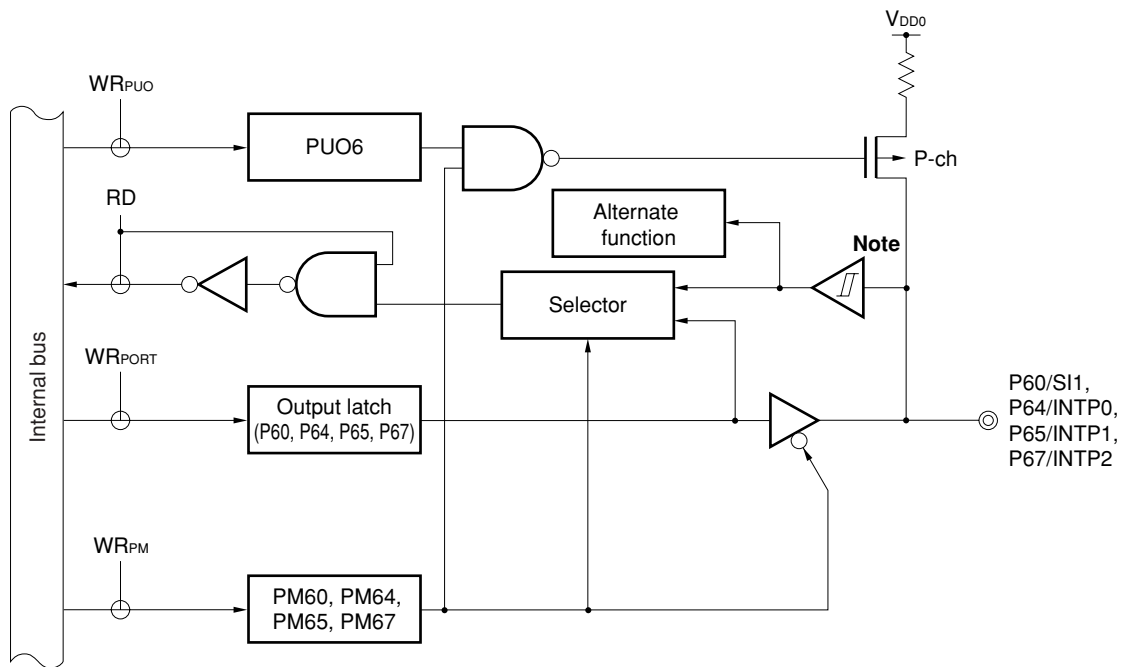 VDD0
WRPUO
PUO6
P-ch
RD
Alternate
function
Note
Selector
Internal bus
WRPORT
Output latch
(P60, P64, P65, P67)
P60/SI1,
P64/INTP0,
P65/INTP1,
P67/INTP2
WRPM
PM60, PM64,
PM65, PM67